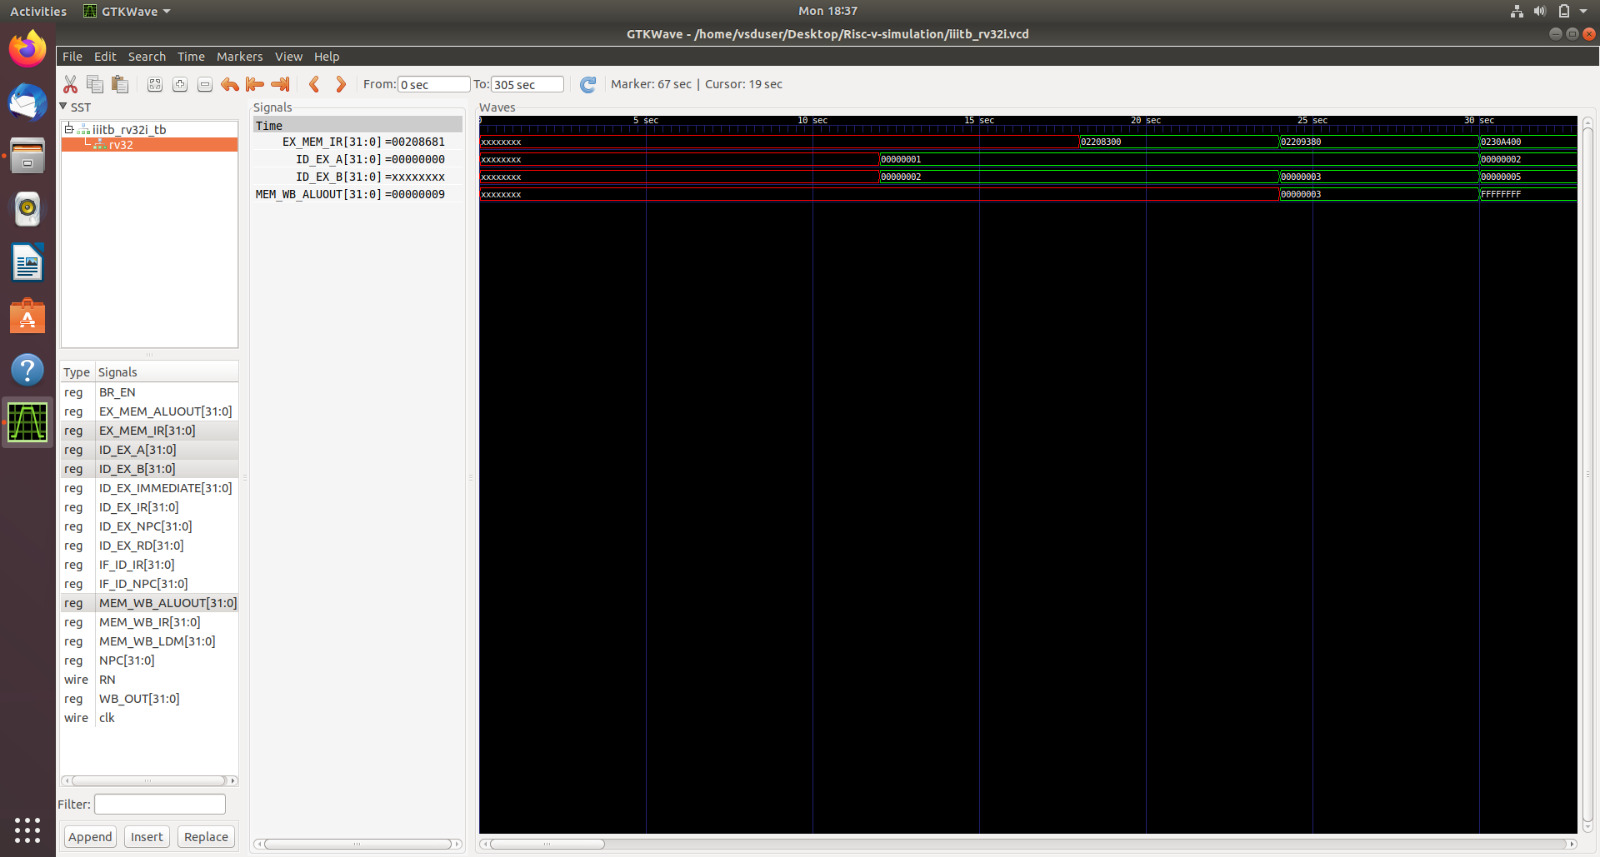 Activities GTKWave Mon 18:37
GTKWave - /home/vsduser/Desktop/Risc-v-simulation/iiitb_rv32i.vcd
File Edit Search Time Markers View Help
From: 0 sec To: 305 sec Marker: 67 sec | Cursor: 19 sec
SST
iiitb_rv32i_tb
rv32
Type Signals
reg BR_EN
reg EX_MEM_ALUOUT[31:0]
reg EX_MEM_IR[31:0]
reg ID_EX_A[31:0]
reg ID_EX_B[31:0]
reg ID_EX_IMMEDIATE[31:0]
reg ID_EX_IR[31:0]
reg ID_EX_NPC[31:0]
reg ID_EX_RD[31:0]
reg IF_ID_IR[31:0]
reg IF_ID_NPC[31:0]
reg MEM_WB_ALUOUT[31:0]
reg MEM_WB_IR[31:0]
reg MEM_WB_LDM[31:0]
reg NPC[31:0]
wire RN
reg WB_OUT[31:0]
wire clk
Filter:
Append Insert Replace
Signals
Time
EX_MEM_IR[31:0] =00208681
ID_EX_A[31:0] =00000000
ID_EX_B[31:0] =xxxxxxxx
MEM_WB_ALUOUT[31:0] =00000009
Waves
0 5 sec 10 sec 15 sec 20 sec 25 sec 30 sec
xxxxxxxx 02208300 02209380 0230A400
xxxxxxxx 00000001 00000002
xxxxxxxx 00000002 00000003 00000005
xxxxxxxx 00000003 FFFFFFFF